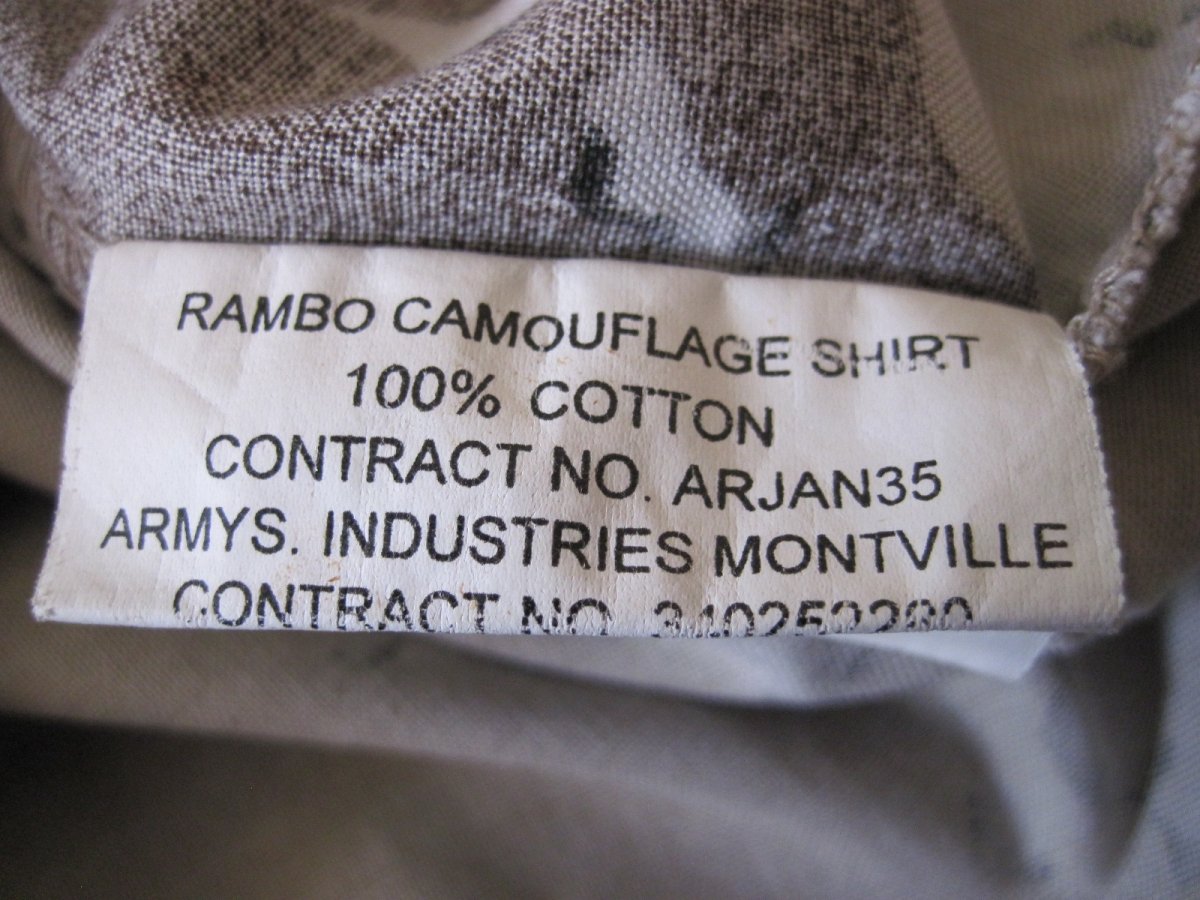 RAMBO CAMOUFLAGE SHIRT
100% COTTON
CONTRACT NO. ARJAN35
ARMYS. INDUSTRIES MONTVILLE
CONTRACT NO.